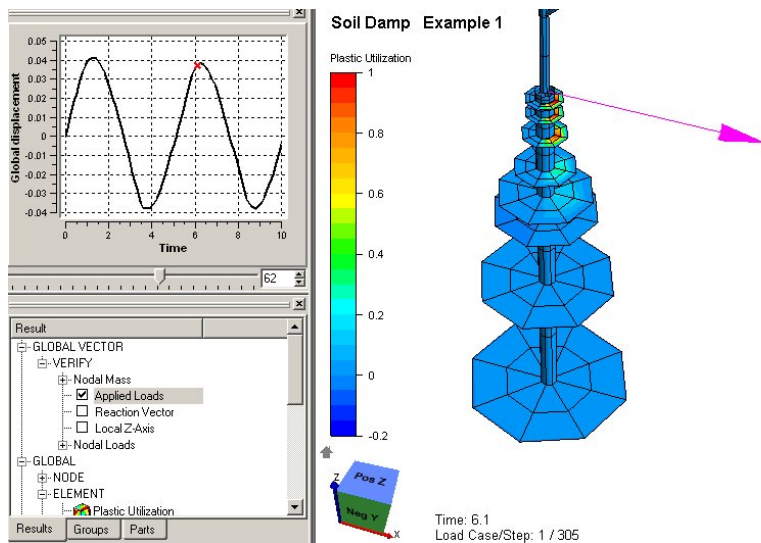 Soil Damp Example 1
0.05
0.04
0.03
0.02
0.01
0
-0.01
-0.02
-0.03
-0.04
Global displacement
0 2 4 6 8 10
Time
62
Result
GLOBAL VECTOR
VERIFY
Nodal Mass
Applied Loads
Reaction Vector
Local Z-Axis
Nodal Loads
GLOBAL
NODE
ELEMENT
Plastic Utilization
Results Groups Parts
Plastic Utilization
1
0.8
0.6
0.4
0.2
0
-0.2
Z
Pos Z
Neg Y
X
Time: 6.1
Load Case/Step: 1 / 305